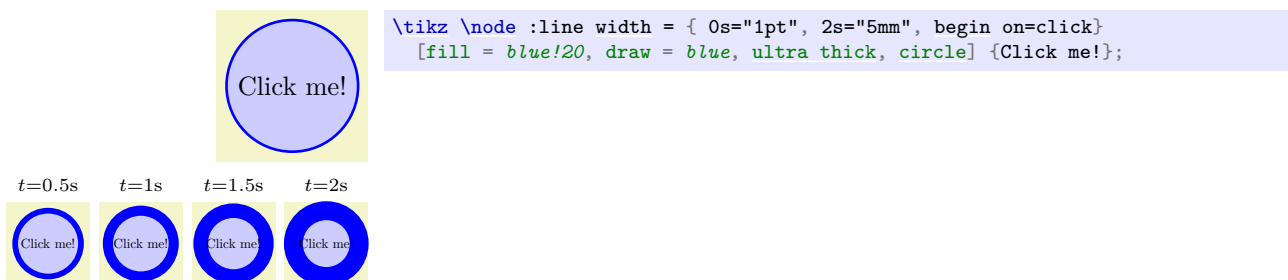 Click me!
\tikz \node :line width = { 0s="1pt", 2s="5mm", begin on=click}
[fill = blue!20, draw = blue, ultra thick, circle] {Click me!};
t=0.5s t=1s t=1.5s t=2s
Click me! Click me! Click me! Click me